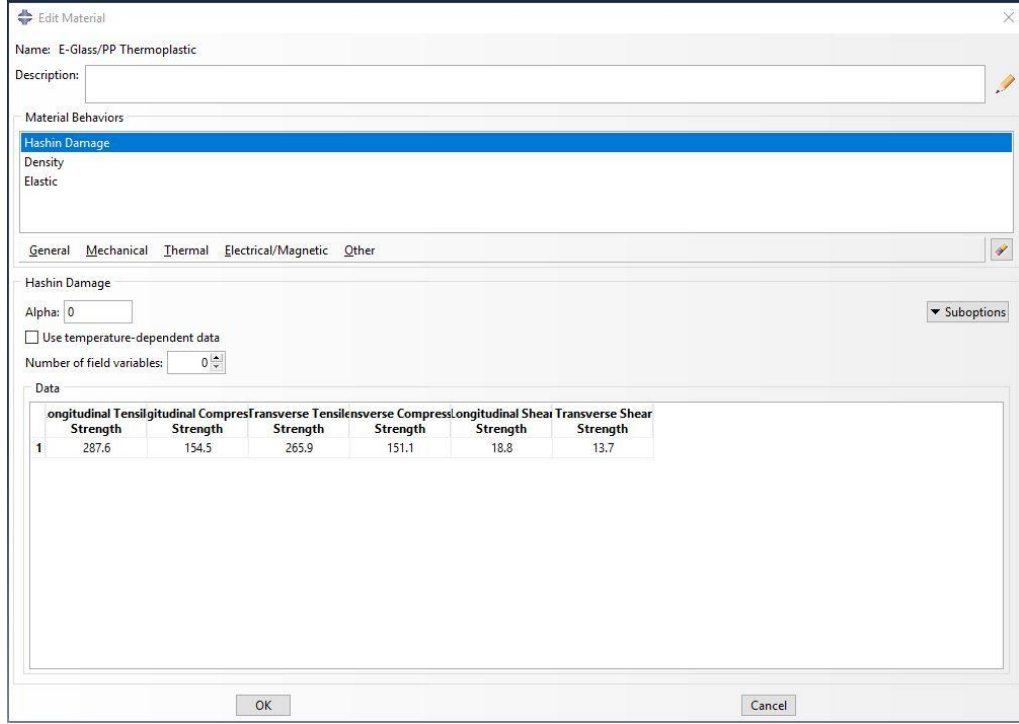 Edit Material
Name: E-Glass/PP Thermoplastic
Description:
Material Behaviors
Hashin Damage
Density
Elastic
General Mechanical Thermal Electrical/Magnetic Other
Hashin Damage
Alpha: 0
Suboptions
Use temperature-dependent data
Number of field variables: 0
Data
ongitudinal Tensil gitudinal Compres Transverse Tensile nsverse Compress Longitudinal Shear Transverse Shear
Strength Strength Strength Strength Strength Strength
1 287.6 154.5 265.9 151.1 18.8 13.7
OK Cancel